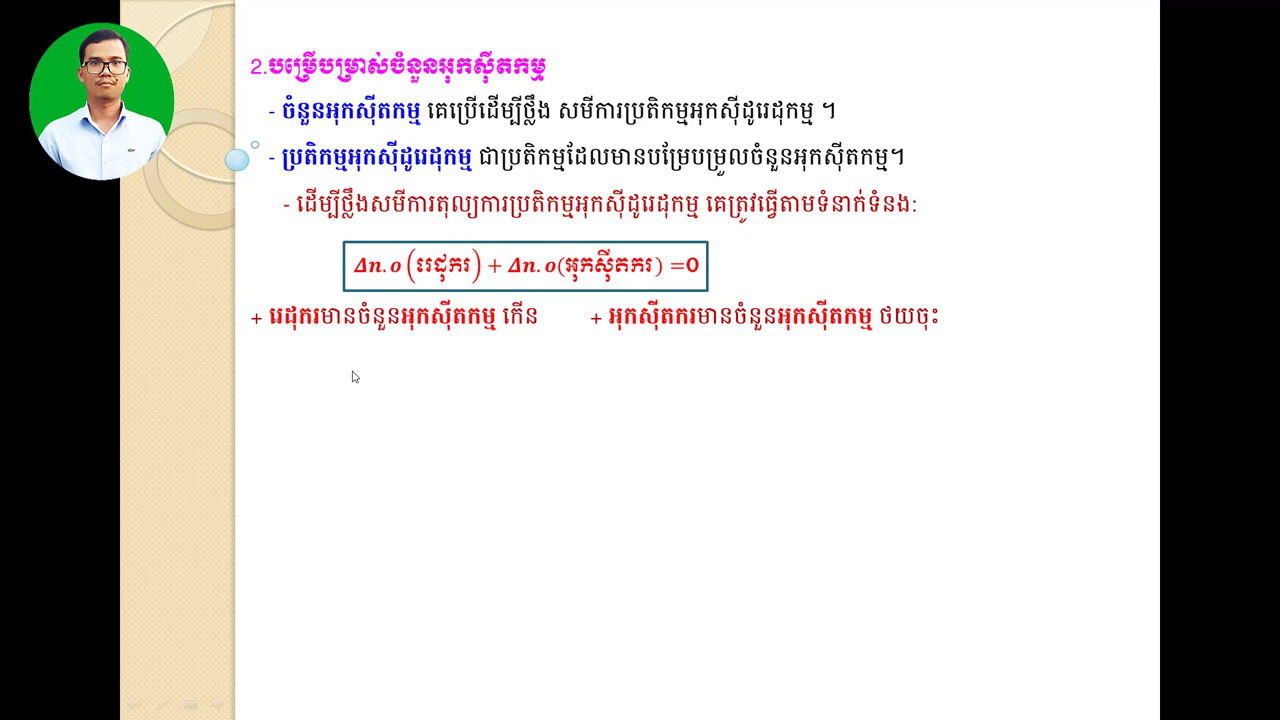 2.បម្រើបម្រាស់ចំនួនអុកស៊ីតកម្ម
- ចំនួនអុកស៊ីតកម្ម គេប្រើដើម្បីថ្លឹង សមីការប្រតិកម្មអុកស៊ីដូរេដុកម្ម ។
- ប្រតិកម្មអុកស៊ីដូរេដុកម្ម ជាប្រតិកម្មដែលមានបម្រែបម្រួលចំនួនអុកស៊ីតកម្ម។
- ដើម្បីថ្លឹងសមីការតុល្យការប្រតិកម្មអុកស៊ីដូរេដុកម្ម គេត្រូវធ្វើតាមទំនាក់ទំនង:
Δn.o (រេដុករ) + Δn.o(អុកស៊ីតករ) =0
+ រេដុករមានចំនួនអុកស៊ីតកម្ម កើន + អុកស៊ីតករមានចំនួនអុកស៊ីតកម្ម ថយចុះ